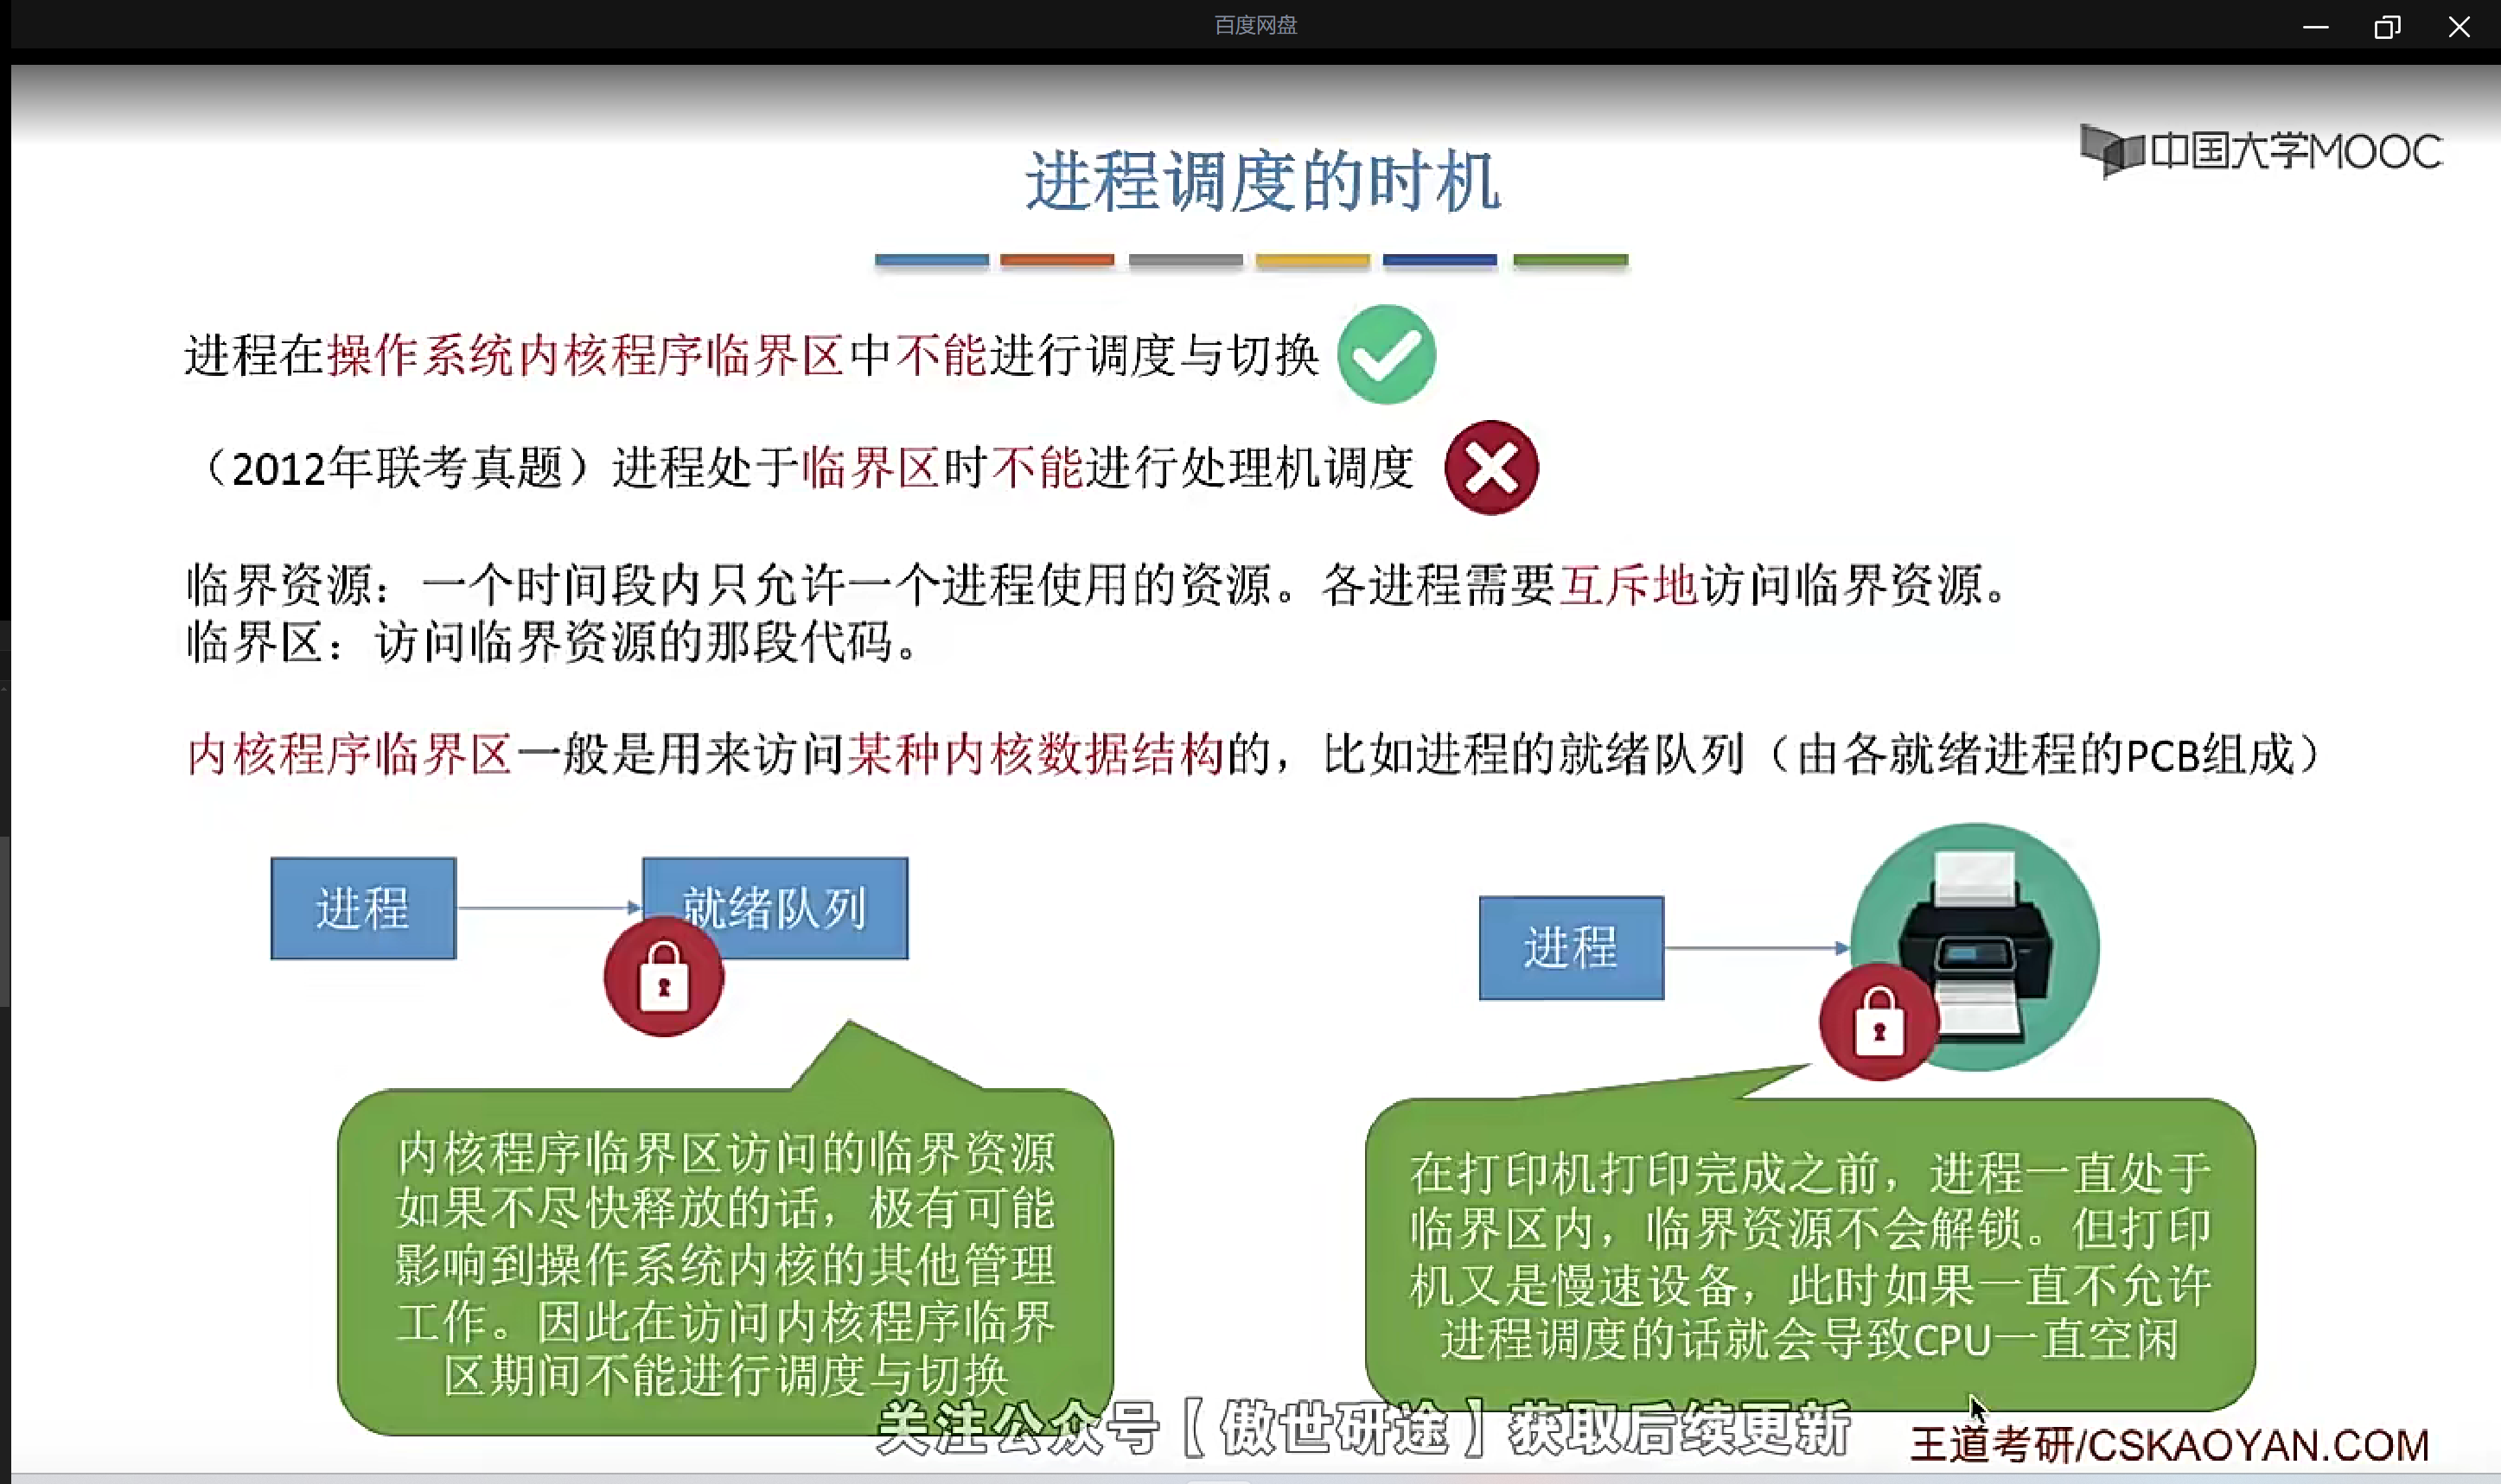 百度网盘
中国大学MOOC
进程调度的时机
进程在操作系统内核程序临界区中不能进行调度与切换
（2012年联考真题）进程处于临界区时不能进行处理机调度
临界资源：一个时间段内只允许一个进程使用的资源。各进程需要互斥地访问临界资源。
临界区：访问临界资源的那段代码。
内核程序临界区一般是用来访问某种内核数据结构的，比如进程的就绪队列（由各就绪进程的PCB组成）
进程
就绪队列
进程
内核程序临界区访问的临界资源
如果不尽快释放的话，极有可能
影响到操作系统内核的其他管理
工作。因此在访问内核程序临界
区期间不能进行调度与切换
在打印机打印完成之前，进程一直处于
临界区内，临界资源不会解锁。但打印
机又是慢速设备，此时如果一直不允许
进程调度的话就会导致CPU一直空闲
关注公众号【傲世研途】获取后续更新
王道考研/CSKAOYAN.COM